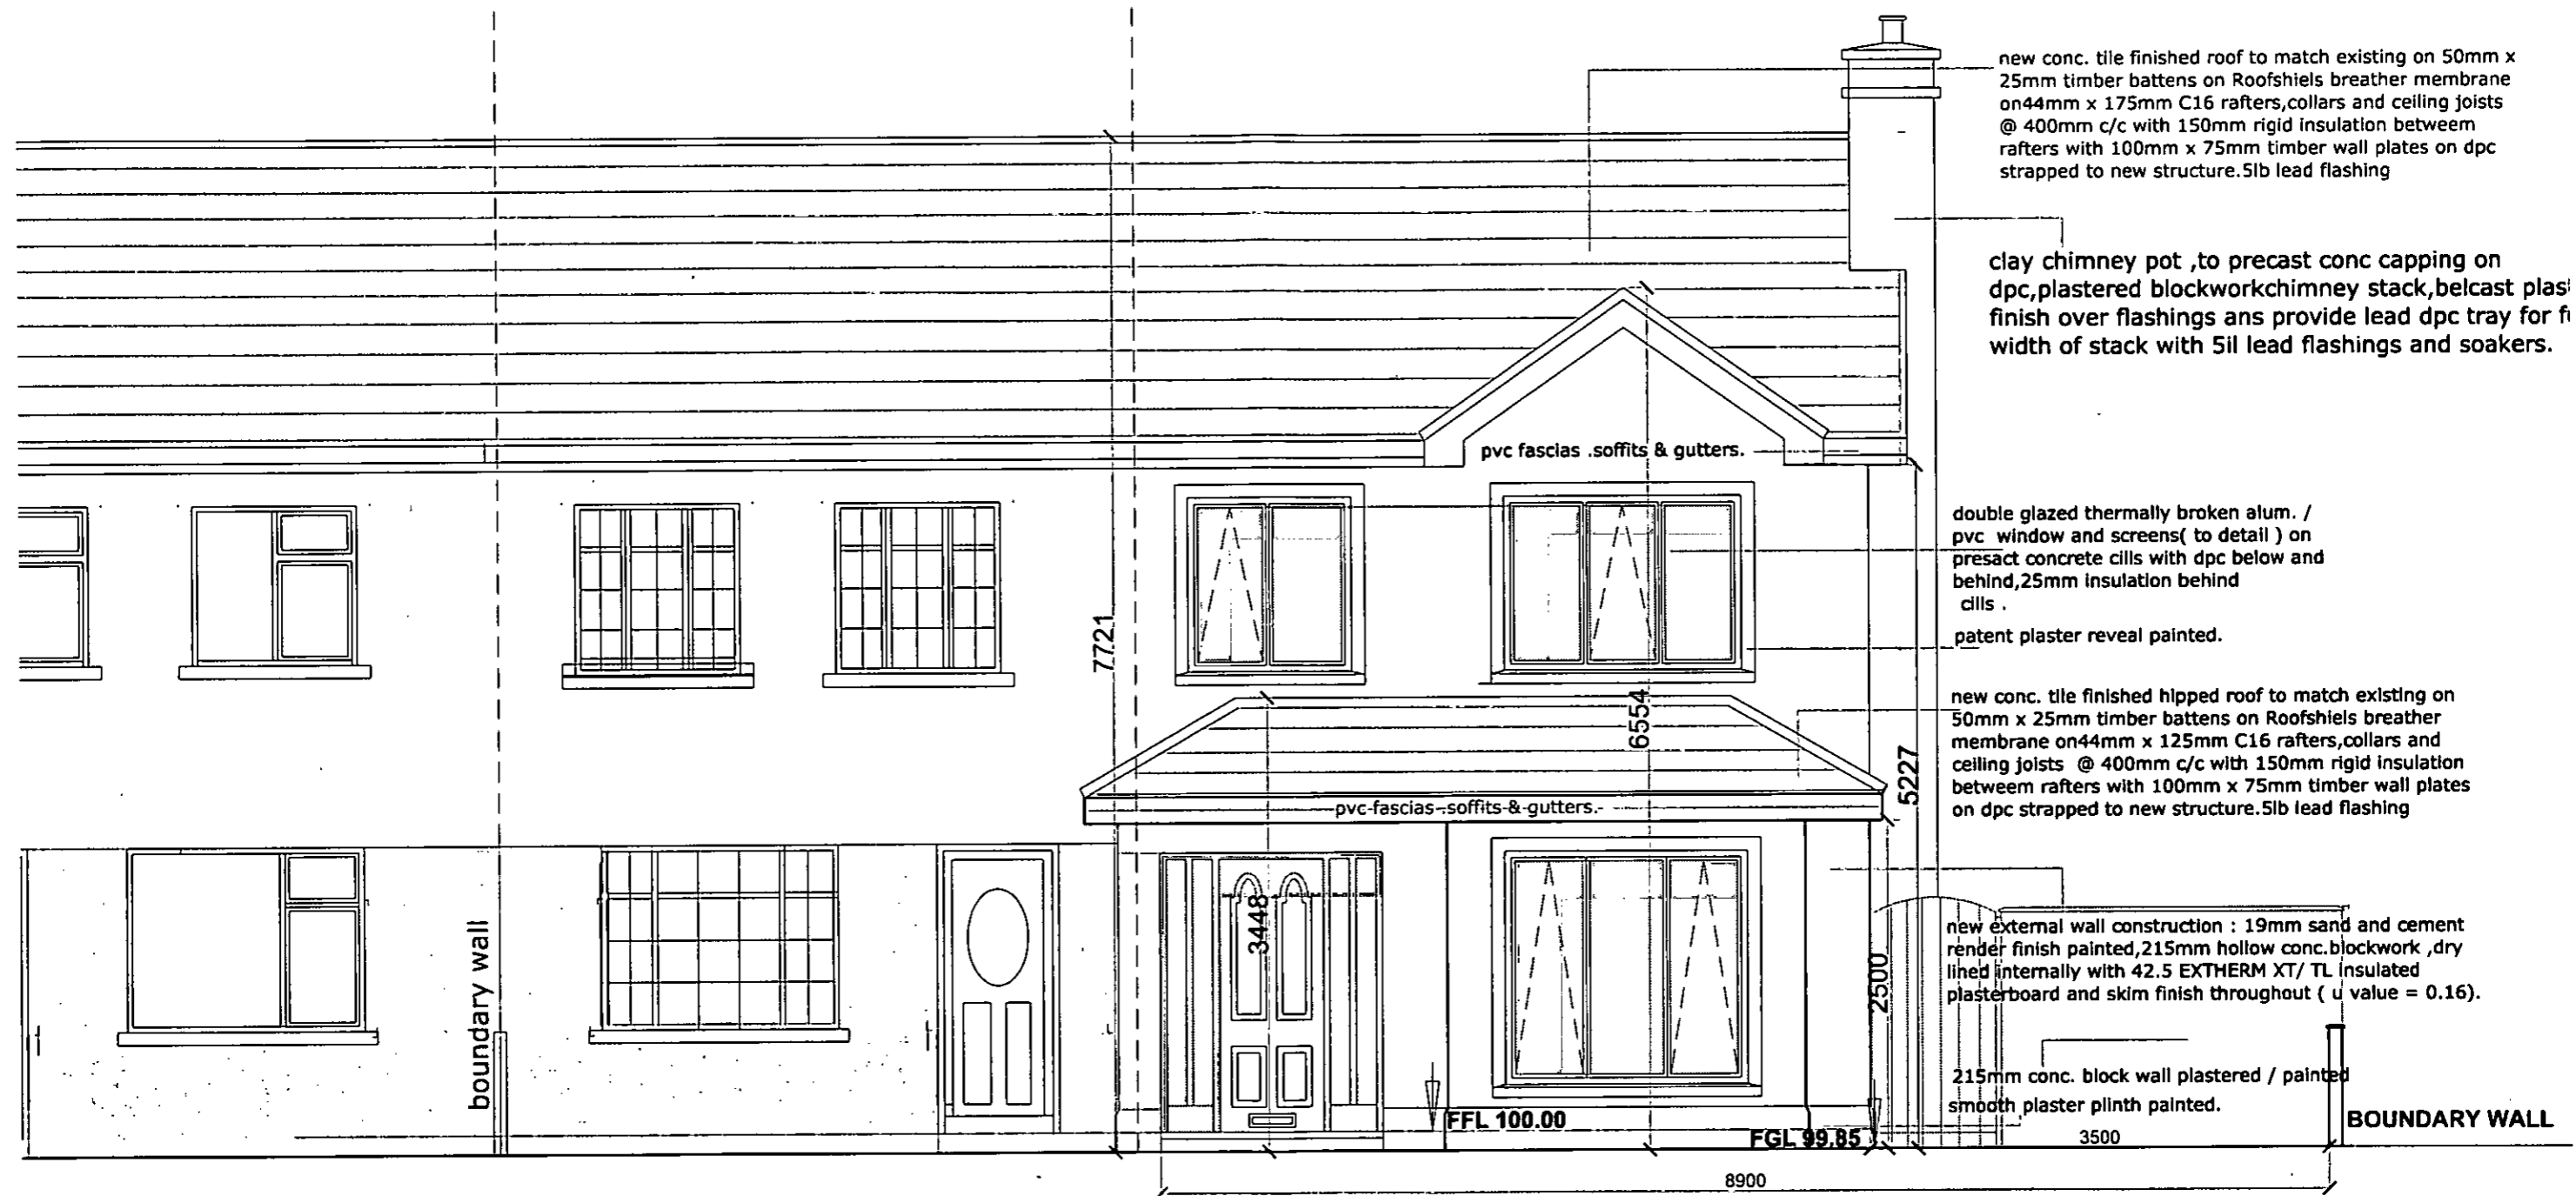 new conc. tile finished roof to match existing on 50mm x
25mm timber battens on Roofshiels breather membrane
on44mm x 175mm C16 rafters,collars and ceiling joists
@ 400mm c/c with 150mm rigid insulation betweem
rafters with 100mm x 75mm timber wall plates on dpc
strapped to new structure.5lb lead flashing
clay chimney pot ,to precast conc capping on
dpc,plastered blockworkchimney stack,belcast
finish over flashings ans provide lead dpc tray for
width of stack with 5il lead flashings and soakers.
pvc fascias .soffits & gutters.
double glazed thermally broken alum. /
pvc window and screens( to detail ) on
presact concrete cills with dpc below and
behind,25mm insulation behind
cills .
patent plaster reveal painted.
7721
6554
new conc. tile finished hipped roof to match existing on
50mm x 25mm timber battens on Roofshiels breather
membrane on44mm x 125mm C16 rafters,collars and
ceiling joists @ 400mm c/c with 150mm rigid insulation
betweem rafters with 100mm x 75mm timber wall plates
on dpc strapped to new structure.5lb lead flashing
5227
pvc fascias .soffits & gutters.
boundary wall
3448
2500
new external wall construction : 19mm sand and cement
render finish painted,215mm hollow conc.blockwork ,dry
lined internally with 42.5 EXTHERM XT/ TL insulated
plasterboard and skim finish throughout ( u value = 0.16).
215mm conc. block wall plastered / painted
smooth plaster plinth painted.
FFL 100.00
FGL 99.85
3500
BOUNDARY WALL
8900